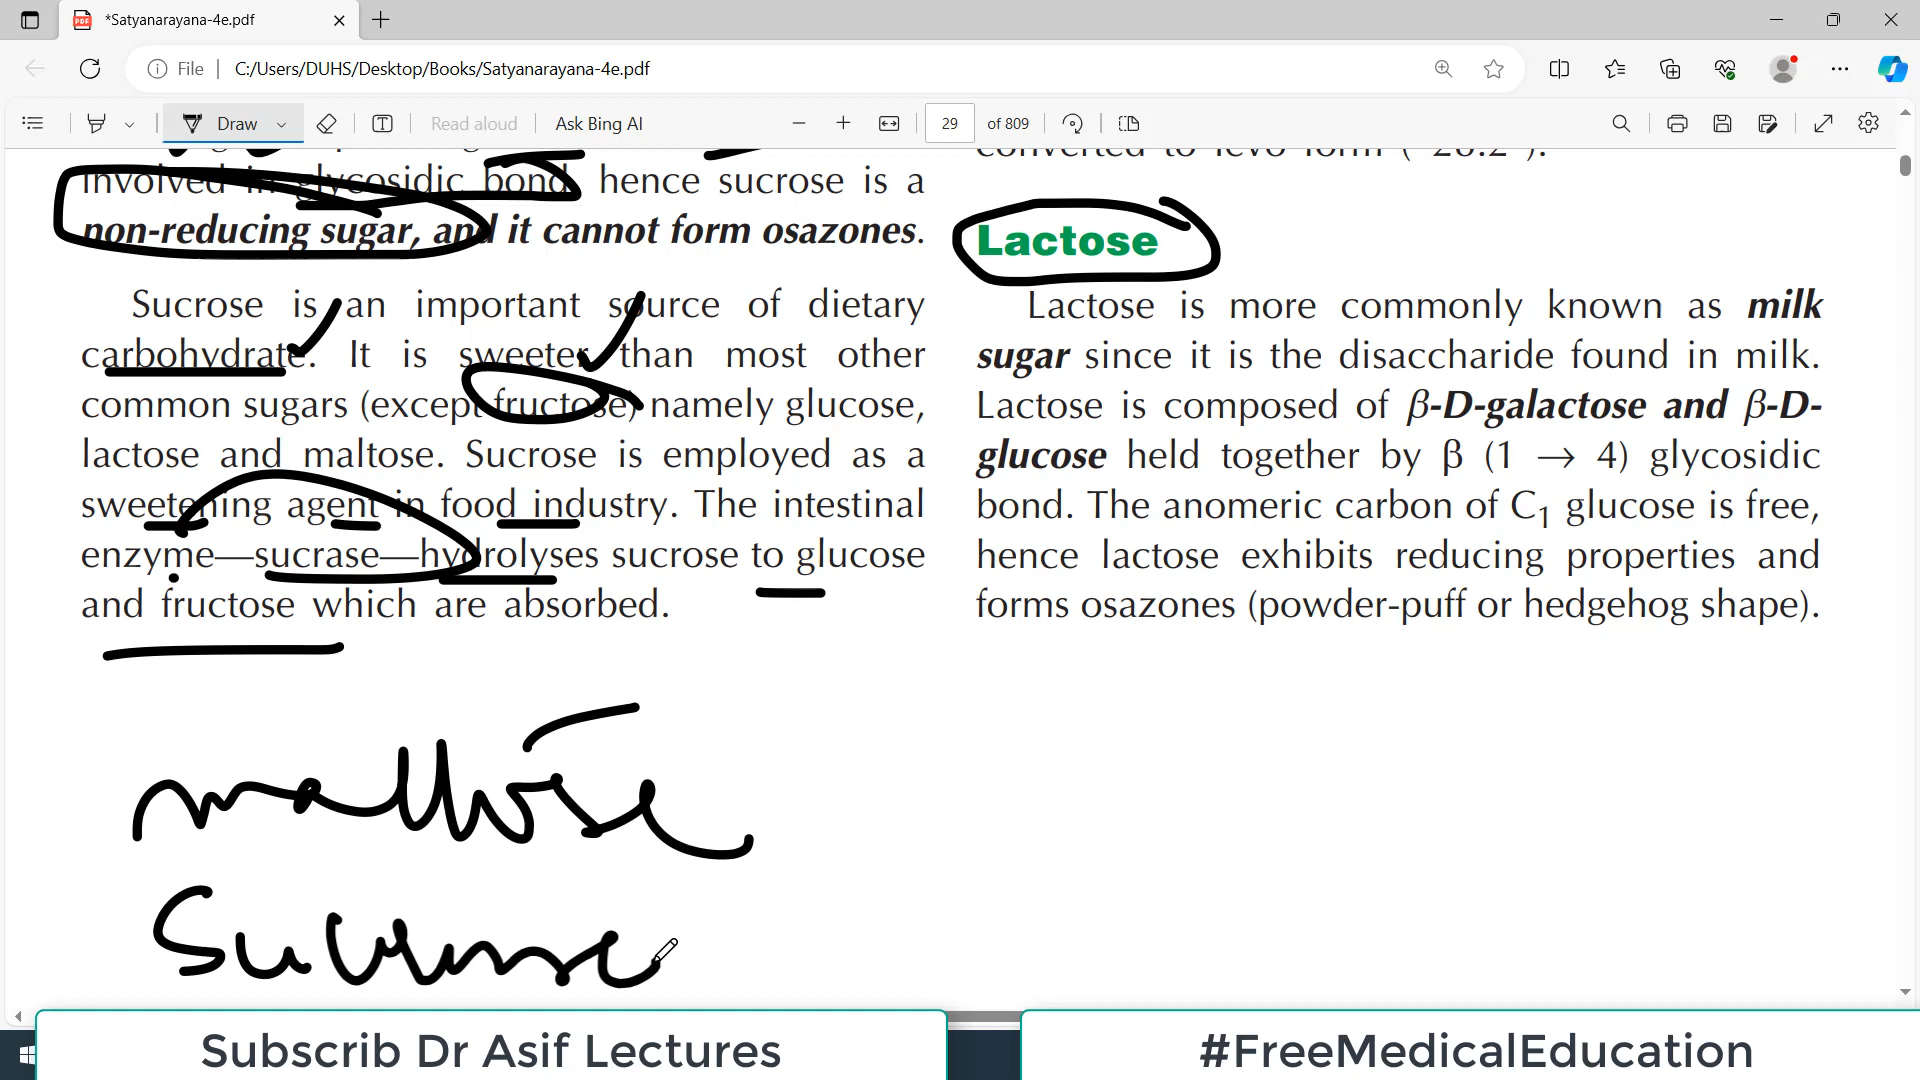 *Satyanarayana-4e.pdf
File
C:/Users/DUHS/Desktop/Books/Satyanarayana-4e.pdf
Draw
Read aloud
Ask Bing AI
29
of 809
involved in glycosidic bond, hence sucrose is a
non-reducing sugar, and it cannot form osazones.
Sucrose is an important source of dietary
carbohydrate. It is sweeter than most other
common sugars (except fructose) namely glucose,
lactose and maltose. Sucrose is employed as a
sweetening agent in food industry. The intestinal
enzyme—sucrase—hydrolyses sucrose to glucose
and fructose which are absorbed.
maltose
Sucrose
converted to levo form (
Lactose
Lactose is more commonly known as milk
sugar since it is the disaccharide found in milk.
Lactose is composed of β-D-galactose and β-D-
glucose held together by β (1 → 4) glycosidic
bond. The anomeric carbon of C1 glucose is free,
hence lactose exhibits reducing properties and
forms osazones (powder-puff or hedgehog shape).
Subscrib Dr Asif Lectures
#FreeMedicalEducation